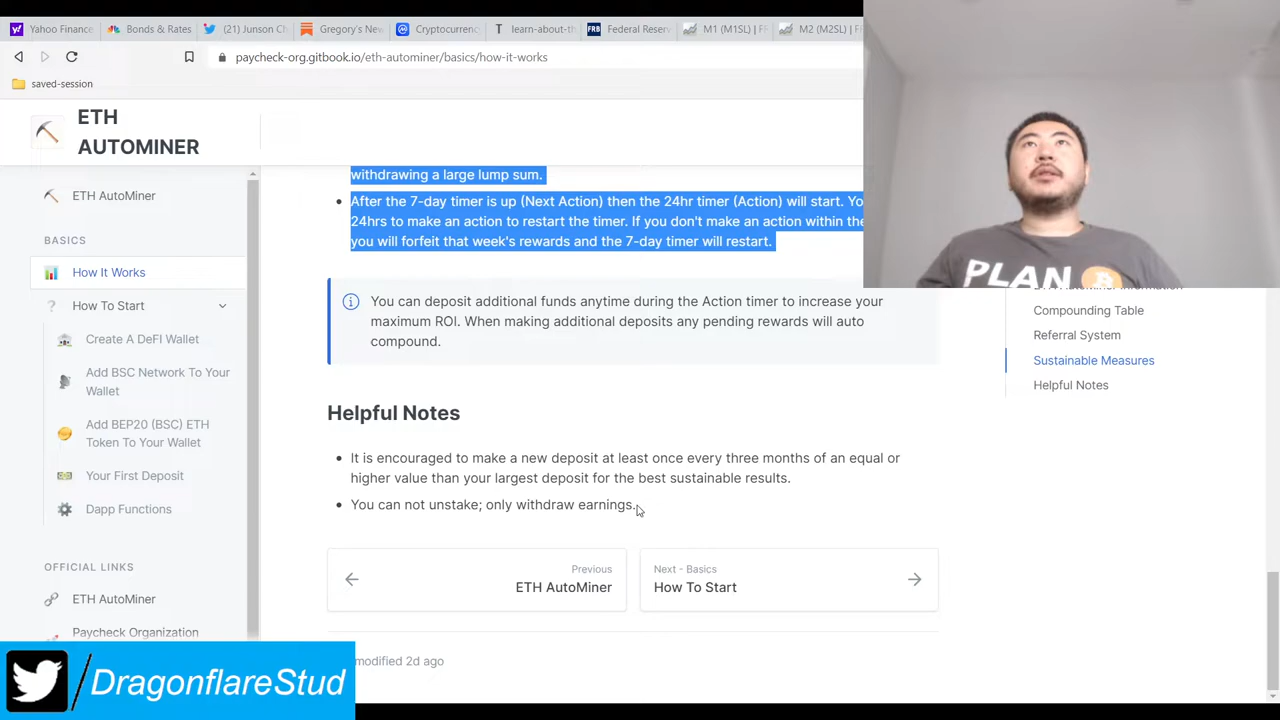 Yahoo Finance
Bonds & Rates
(21) Junson Ch
Gregory's New
Cryptocurrency
learn-about-th
Federal Reserv
M1 (M1SL) | F
M2 (M2SL) | F
paycheck-org.gitbook.io/eth-autominer/basics/how-it-works
saved-session
ETH
AUTOMINER
ETH AutoMiner
BASICS
How It Works
How To Start
Create A DeFI Wallet
Add BSC Network To Your
Wallet
Add BEP20 (BSC) ETH
Token To Your Wallet
Your First Deposit
Dapp Functions
OFFICIAL LINKS
ETH AutoMiner
Paycheck Organization
withdrawing a large lump sum.
After the 7-day timer is up (Next Action) then the 24hr timer (Action) will start. Yo
24hrs to make an action to restart the timer. If you don't make an action within the
you will forfeit that week's rewards and the 7-day timer will restart.
You can deposit additional funds anytime during the Action timer to increase your
maximum ROI. When making additional deposits any pending rewards will auto
compound.
Helpful Notes
It is encouraged to make a new deposit at least once every three months of an equal or
higher value than your largest deposit for the best sustainable results.
You can not unstake; only withdraw earnings.
Previous
ETH AutoMiner
Next - Basics
How To Start
modified 2d ago
Compounding Table
Referral System
Sustainable Measures
Helpful Notes
PLAN
/DragonflareStud